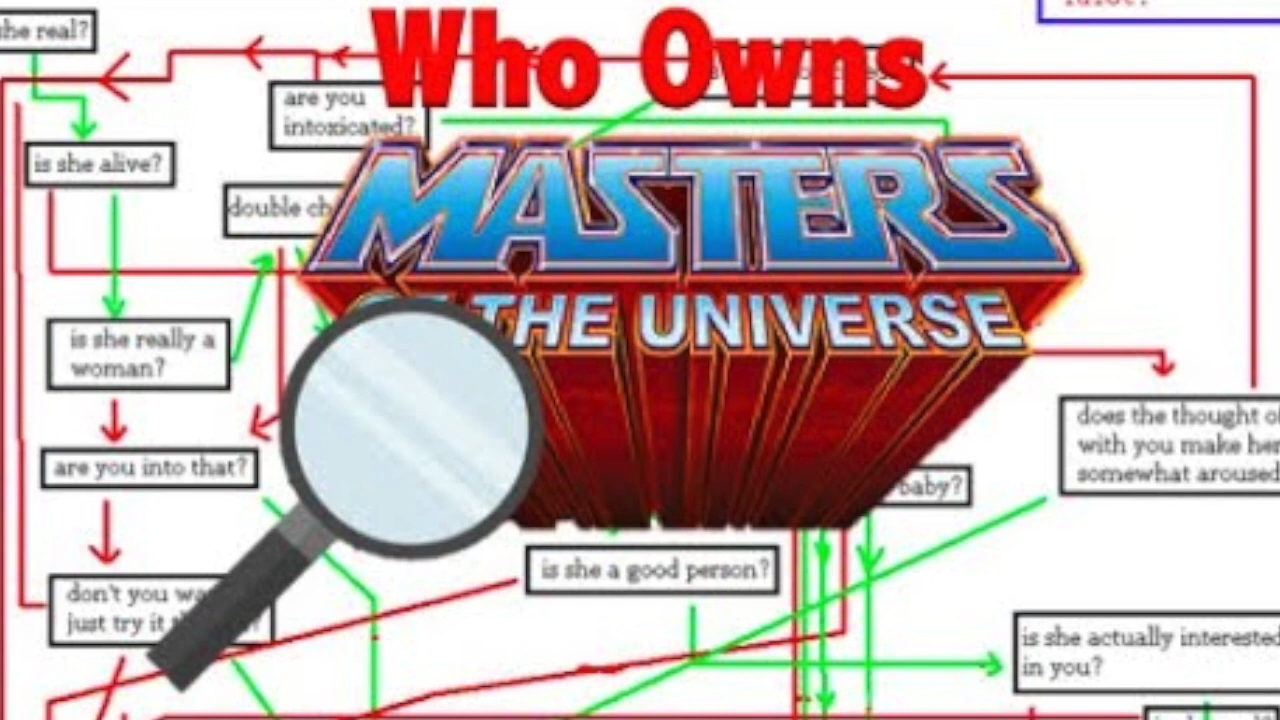 she real?
idiot?
Who Owns
are you
intoxicated?
is she alive?
MASTERS
double ch
THE UNIVERSE
is she really a
woman?
does the thought o
with you make her
somewhat aroused
are you into that?
baby?
is she a good person?
don't you wa
just try it
is she actually interested
in you?